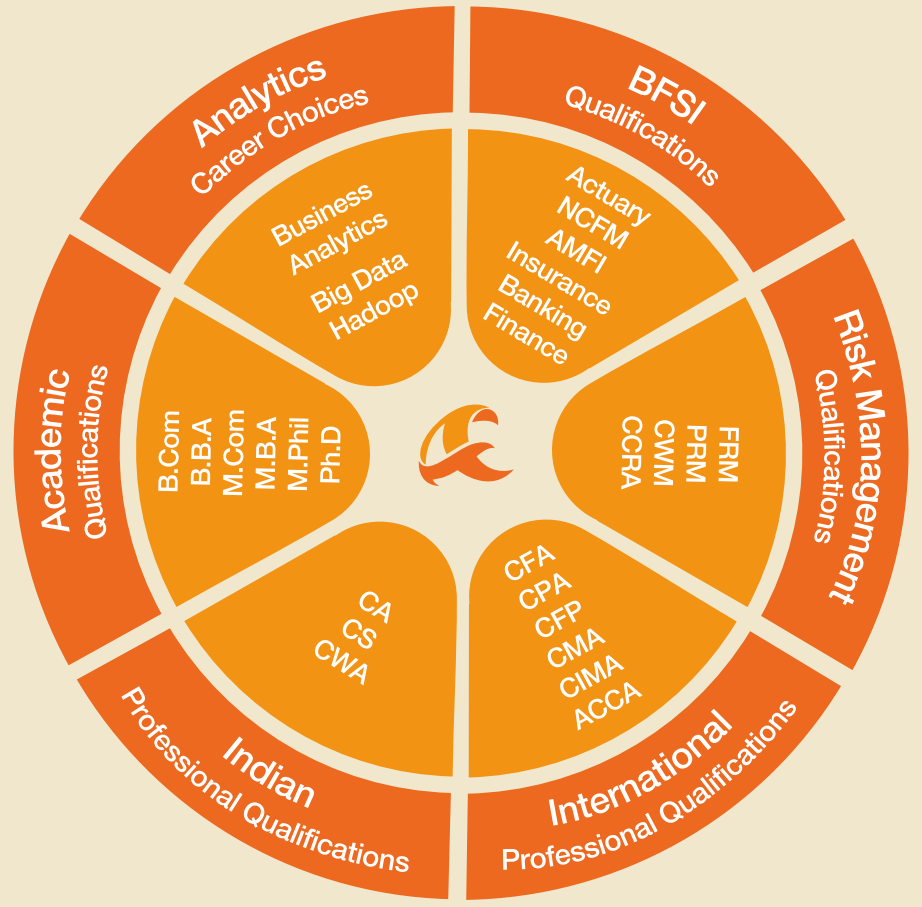 Analytics
Career Choices
Business
Analytics
Big Data
Hadoop
BFSI
Qualifications
Actuary
NCFM
AMFI
Insurance
Banking
Finance
Risk Management
Qualifications
FRM
PRM
CWM
CCRA
International
Professional Qualifications
CFA
CPA
CFP
CMA
CIMA
ACCA
Indian
Professional Qualifications
CA
CS
CWA
Academic
Qualifications
B.Com
B.B.A
M.Com
M.B.A
M.Phil
Ph.D